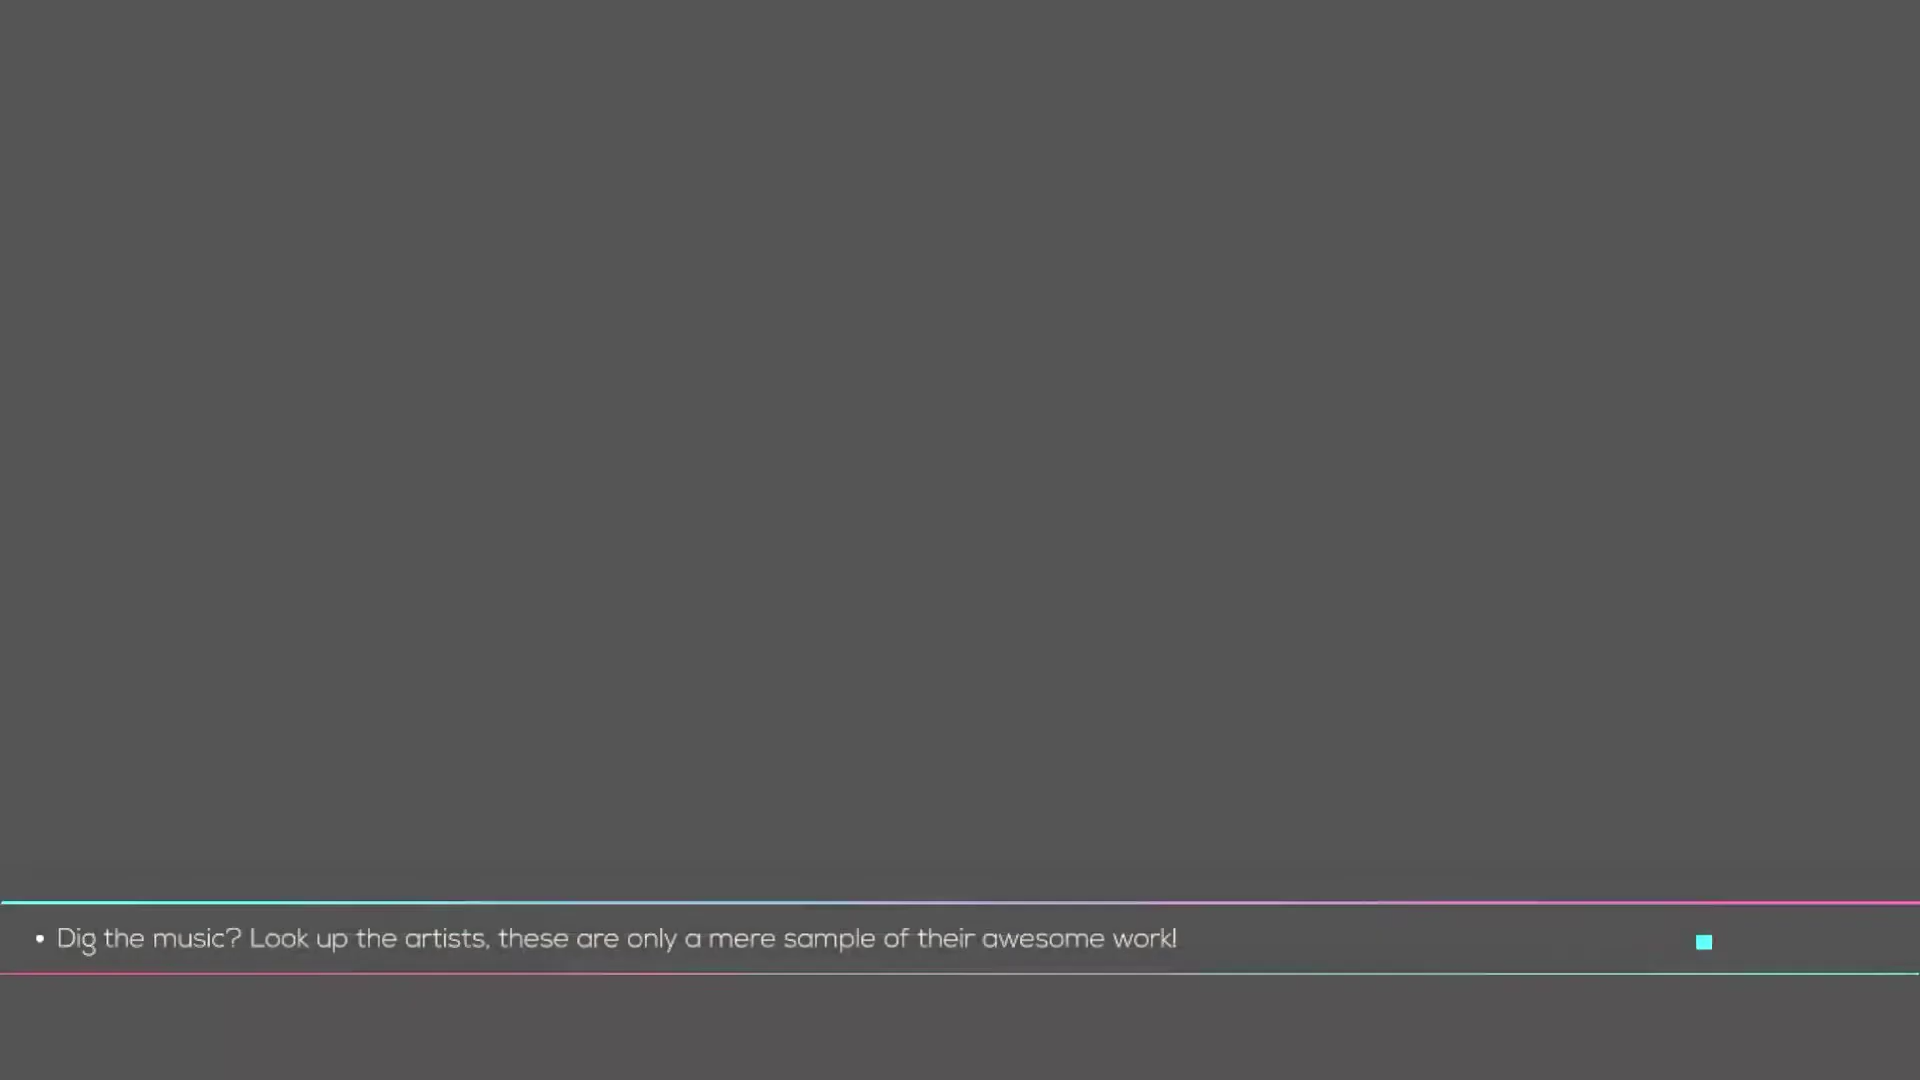 • Dig the music? Look up the artists, these are only a mere sample of their awesome work!